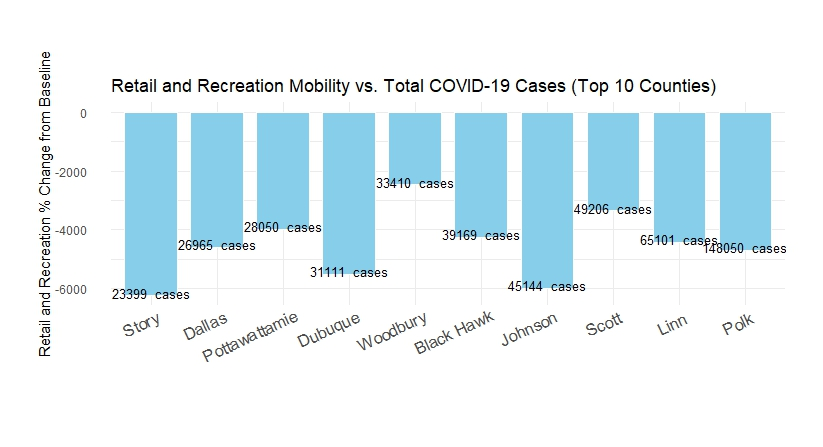 Retail and Recreation Mobility vs. Total COVID-19 Cases (Top 10 Counties)
Retail and Recreation % Change from Baseline
0
-2000
-4000
-6000
23399 cases
26965 cases
28050 cases
31111 cases
33410 cases
39169 cases
45144 cases
49206 cases
65101 cases
148050 cases
Story
Dallas
Pottawattamie
Dubuque
Woodbury
Black Hawk
Johnson
Scott
Linn
Polk